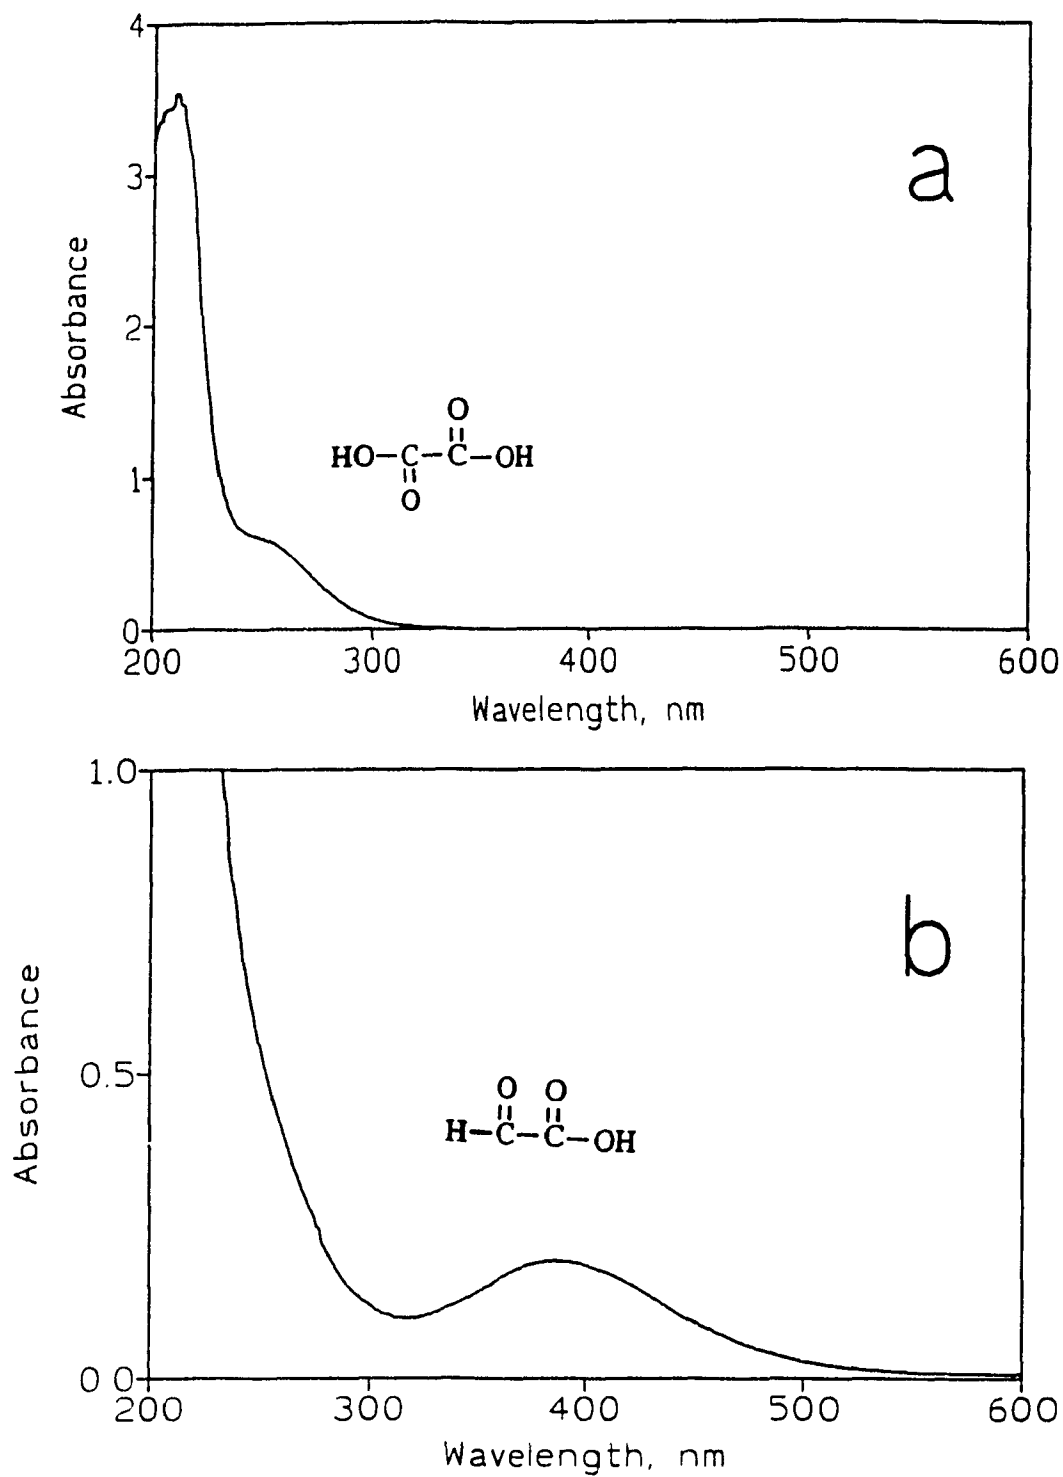 4
a
3
Absorbance
2
O
HO-C-C-OH
O
1
0
200 300 400 500 600
Wavelength, nm
1.0
b
Absorbance
0.5
O O
H-C-C-OH
0 0
200 300 400 500 600
Wavelength, nm